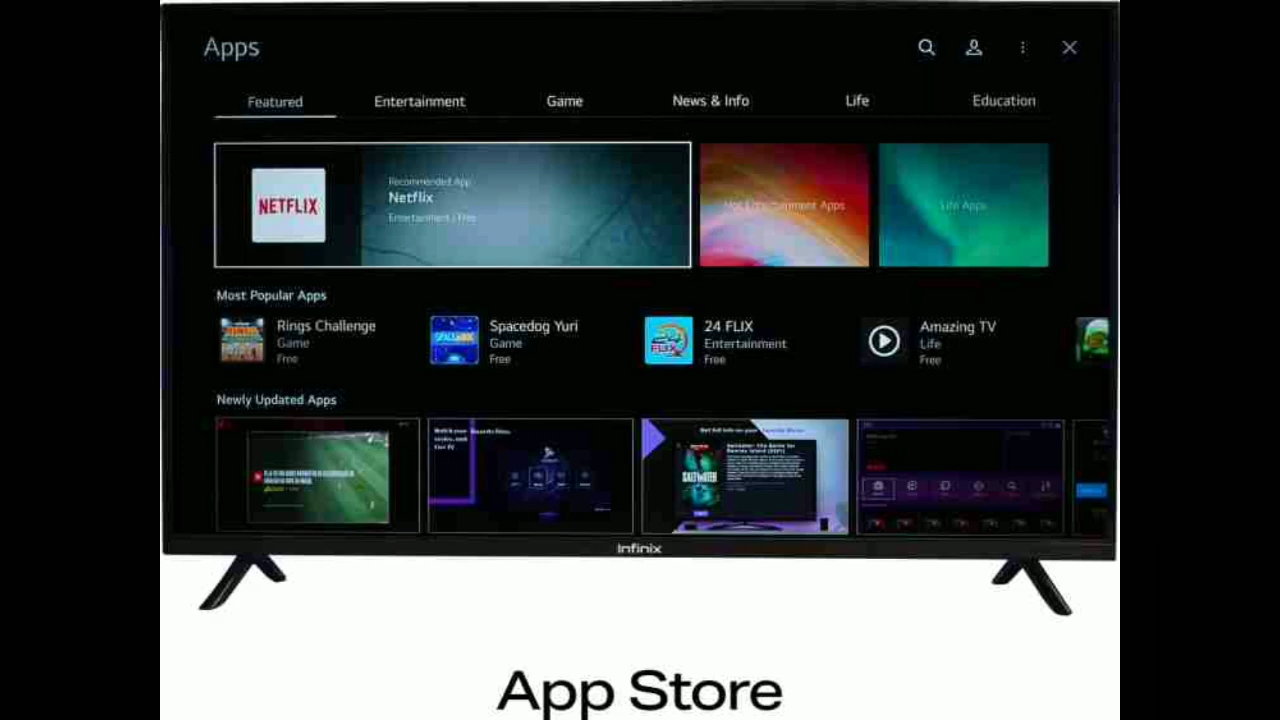 Apps
Featured
Entertainment
Game
News & Info
Life
Education
NETFLIX
Recommended App
Netflix
Entertainment | Free
Hot Entertainment Apps
Life Apps
Most Popular Apps
Rings Challenge
Game
Free
Spacedog Yuri
Game
Free
24 FLIX
Entertainment
Free
Amazing TV
Life
Free
Newly Updated Apps
SALTWATER
Infinix
App Store